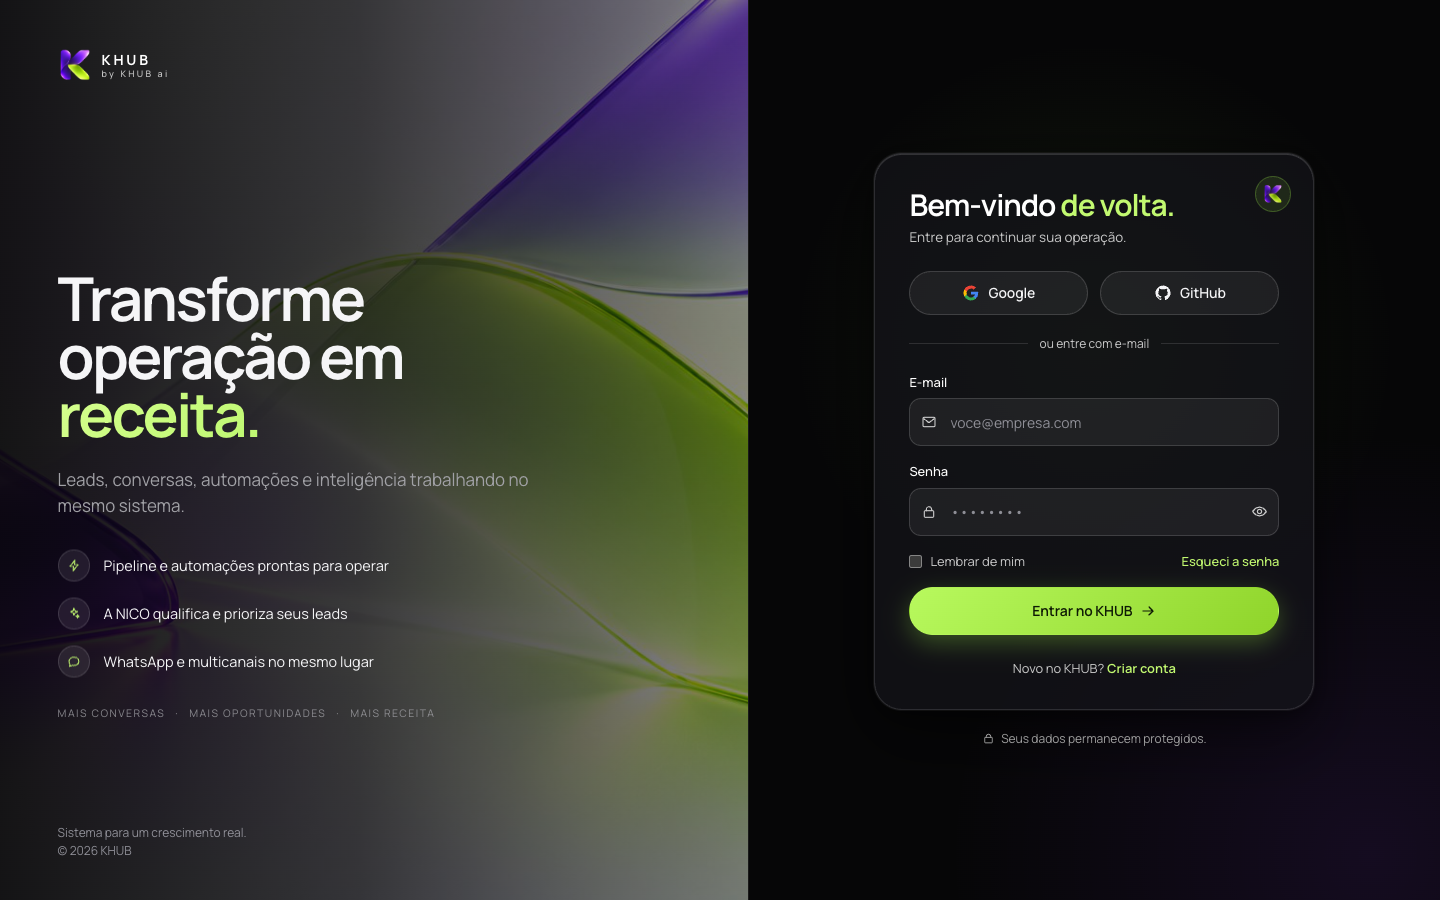 KHUB
by KHUB ai
Transforme
operação em
receita.
Leads, conversas, automações e inteligência trabalhando no
mesmo sistema.
Pipeline e automações prontas para operar
A NICO qualifica e prioriza seus leads
WhatsApp e multicanais no mesmo lugar
MAIS CONVERSAS · MAIS OPORTUNIDADES · MAIS RECEITA
Sistema para um crescimento real.
© 2026 KHUB
Bem-vindo de volta.
Entre para continuar sua operação.
Google
GitHub
ou entre com e-mail
E-mail
voce@empresa.com
Senha
••••••••
Lembrar de mim
Esqueci a senha
Entrar no KHUB →
Novo no KHUB? Criar conta
Seus dados permanecem protegidos.